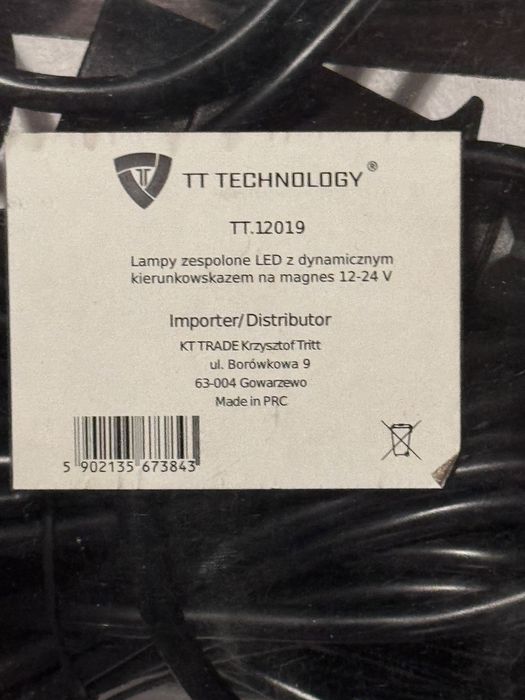 TT TECHNOLOGY®
TT.12019
Lampy zespolone LED z dynamicznym
kierunkowskazem na magnes 12-24 V
Importer/Distributor
KT TRADE Krzysztof Tritt
ul. Borówkowa 9
63-004 Gowarzewo
Made in PRC
5 902135 673843